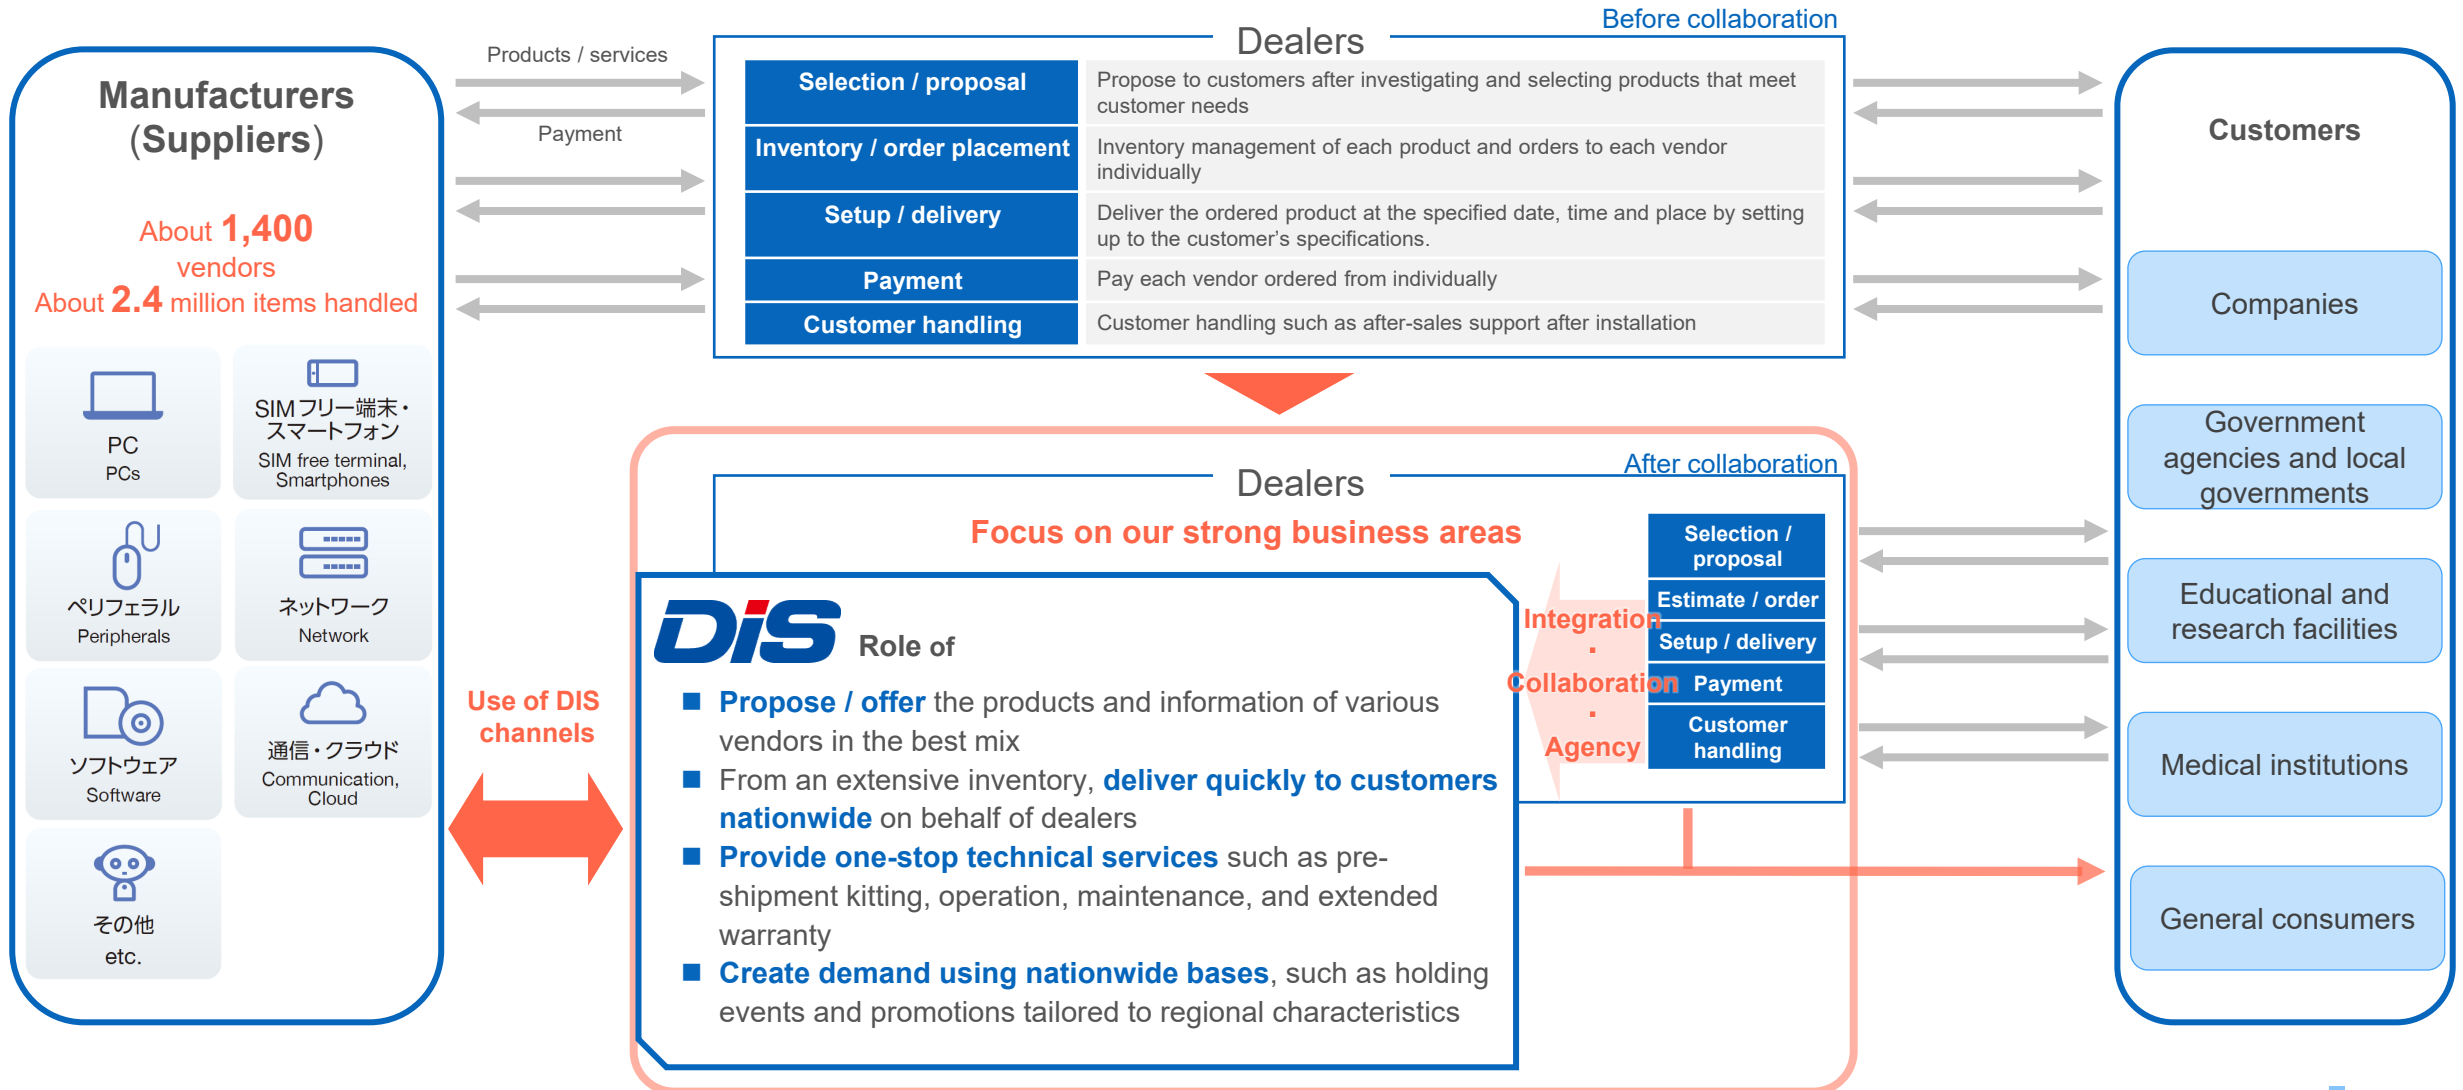 Manufacturers
(Suppliers)
About 1,400
vendors
About 2.4 million items handled
PC
PCs
SIMフリー端末・
スマートフォン
SIM free terminal,
Smartphones
ペリフェラル
Peripherals
ネットワーク
Network
ソフトウェア
Software
通信・クラウド
Communication,
Cloud
その他
etc.
Products / services
Payment
Before collaboration
Dealers
Selection / proposal
Propose to customers after investigating and selecting products that meet
customer needs
Inventory / order placement
Inventory management of each product and orders to each vendor
individually
Setup / delivery
Deliver the ordered product at the specified date, time and place by setting
up to the customer's specifications.
Payment
Pay each vendor ordered from individually
Customer handling
Customer handling such as after-sales support after installation
After collaboration
Dealers
Focus on our strong business areas
Selection /
proposal
Estimate / order
Setup / delivery
Payment
Customer
handling
Integration
・
Collaboration
・
Agency
Use of DIS
channels
DiS Role of
■ Propose / offer the products and information of various
vendors in the best mix
■ From an extensive inventory, deliver quickly to customers
nationwide on behalf of dealers
■ Provide one-stop technical services such as pre-
shipment kitting, operation, maintenance, and extended
warranty
■ Create demand using nationwide bases, such as holding
events and promotions tailored to regional characteristics
Customers
Companies
Government
agencies and local
governments
Educational and
research facilities
Medical institutions
General consumers